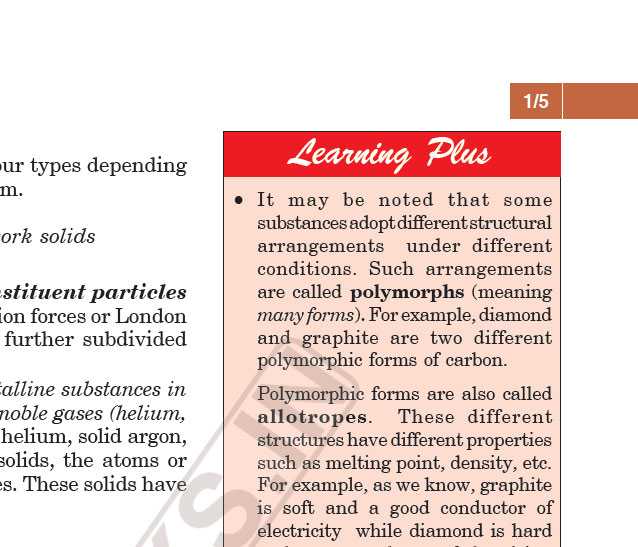 1/5
our types depending
m.
ork solids
nstituent particles
ion forces or London
further subdivided
talline substances in
noble gases (helium,
helium, solid argon,
solids, the atoms or
es. These solids have
Learning Plus
• It may be noted that some
substances adopt different structural
arrangements under different
conditions. Such arrangements
are called polymorphs (meaning
many forms). For example, diamond
and graphite are two different
polymorphic forms of carbon.
Polymorphic forms are also called
allotropes. These different
structures have different properties
such as melting point, density, etc.
For example, as we know, graphite
is soft and a good conductor of
electricity while diamond is hard